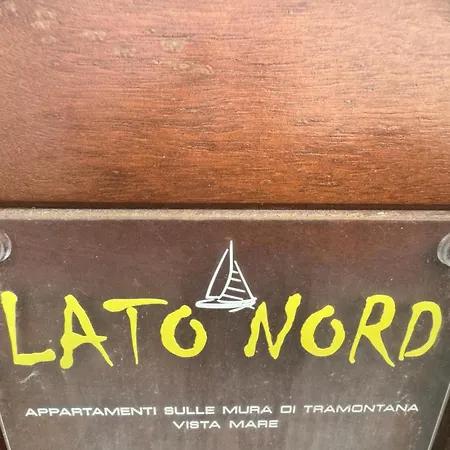 LATO NORD
APPARTAMENTI SULLE MURA DI TRAMONTANA
VISTA MARE